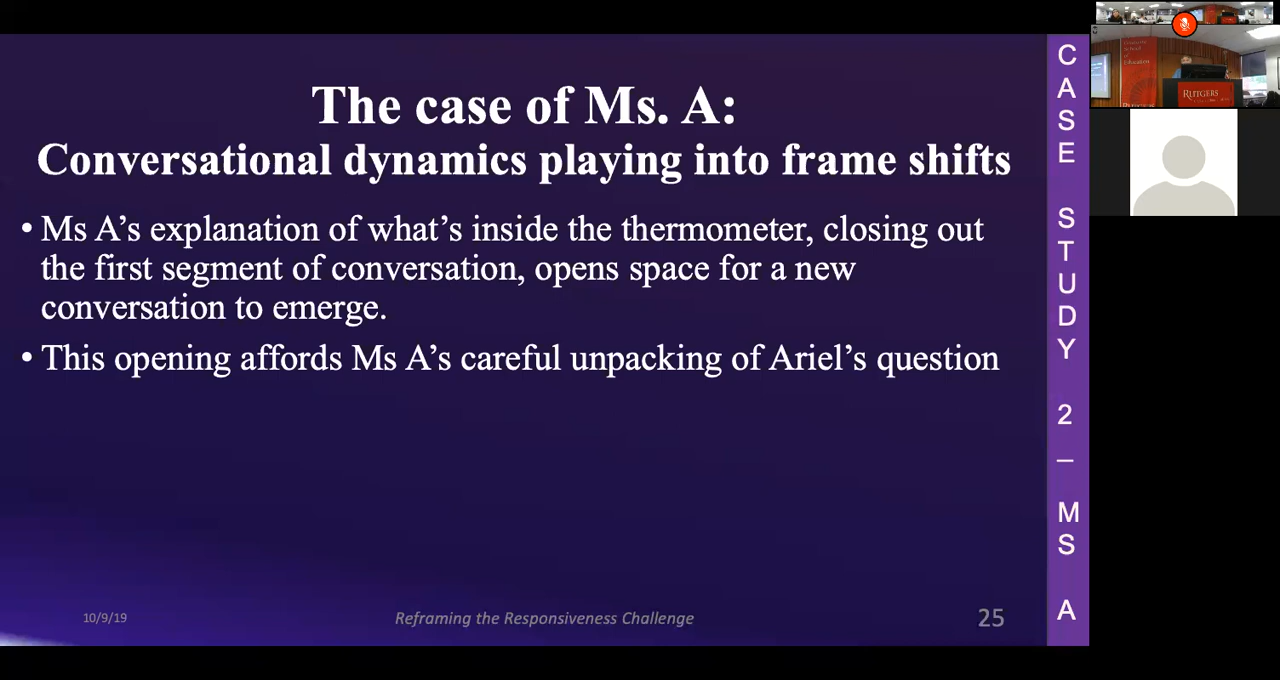 The case of Ms. A:
Conversational dynamics playing into frame shifts
• Ms A’s explanation of what’s inside the thermometer, closing out
the first segment of conversation, opens space for a new
conversation to emerge.
• This opening affords Ms A’s careful unpacking of Ariel’s question
10/9/19
Reframing the Responsiveness Challenge
25
CASE STUDY 2 – MS A
of Education
RUTGERS